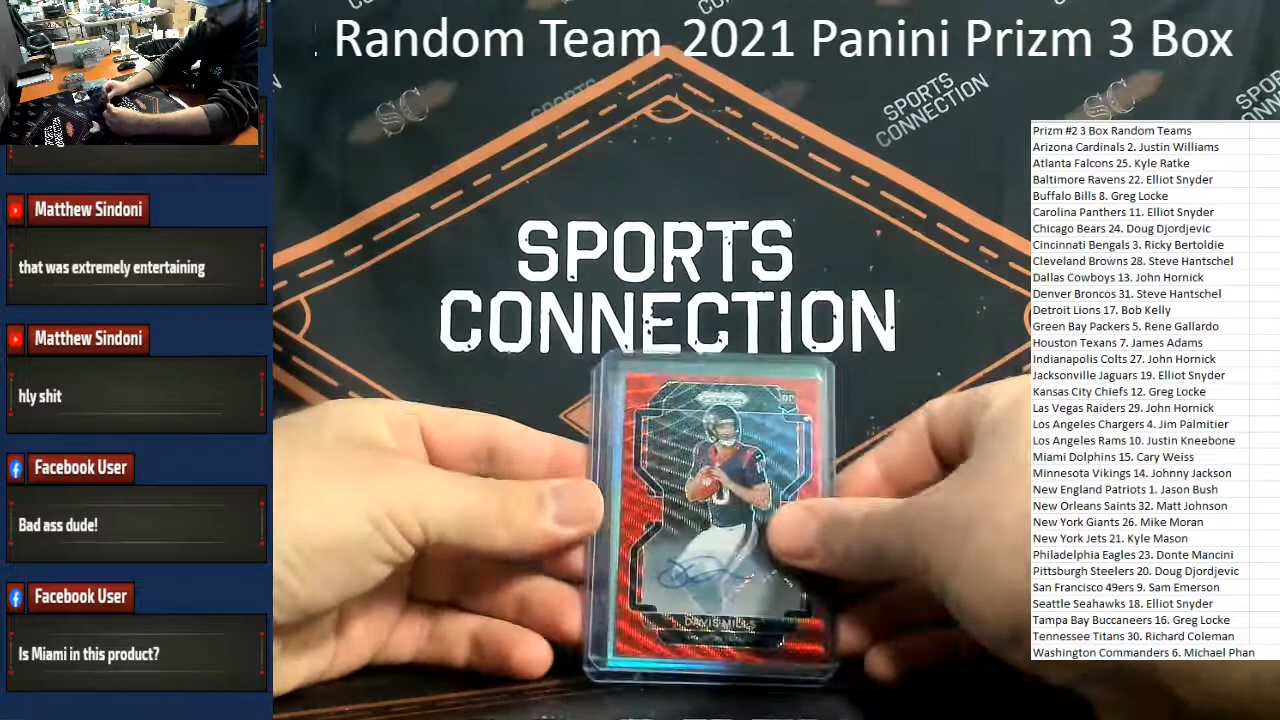 Random Team 2021 Panini Prizm 3 Box
SPORTS
CONNECTION
SC
SPORTS
CONNECTION
SC
Matthew Sindoni
that was extremely entertaining
Matthew Sindoni
hly shit
Facebook User
Bad ass dude!
Facebook User
Is Miami in this product?
DAVIS MILLS
Prizm #2 3 Box Random Teams
Arizona Cardinals 2. Justin Williams
Atlanta Falcons 25. Kyle Ratke
Baltimore Ravens 22. Elliot Snyder
Buffalo Bills 8. Greg Locke
Carolina Panthers 11. Elliot Snyder
Chicago Bears 24. Doug Djordjevic
Cincinnati Bengals 3. Ricky Bertoldie
Cleveland Browns 28. Steve Hantschel
Dallas Cowboys 13. John Hornick
Denver Broncos 31. Steve Hantschel
Detroit Lions 17. Bob Kelly
Green Bay Packers 5. Rene Gallardo
Houston Texans 7. James Adams
Indianapolis Colts 27. John Hornick
Jacksonville Jaguars 19. Elliot Snyder
Kansas City Chiefs 12. Greg Locke
Las Vegas Raiders 29. John Hornick
Los Angeles Chargers 4. Jim Palmitier
Los Angeles Rams 10. Justin Kneebone
Miami Dolphins 15. Cary Weiss
Minnesota Vikings 14. Johnny Jackson
New England Patriots 1. Jason Bush
New Orleans Saints 32. Matt Johnson
New York Giants 26. Mike Moran
New York Jets 21. Kyle Mason
Philadelphia Eagles 23. Donte Mancini
Pittsburgh Steelers 20. Doug Djordjevic
San Francisco 49ers 9. Sam Emerson
Seattle Seahawks 18. Elliot Snyder
Tampa Bay Buccaneers 16. Greg Locke
Tennessee Titans 30. Richard Coleman
Washington Commanders 6. Michael Phan